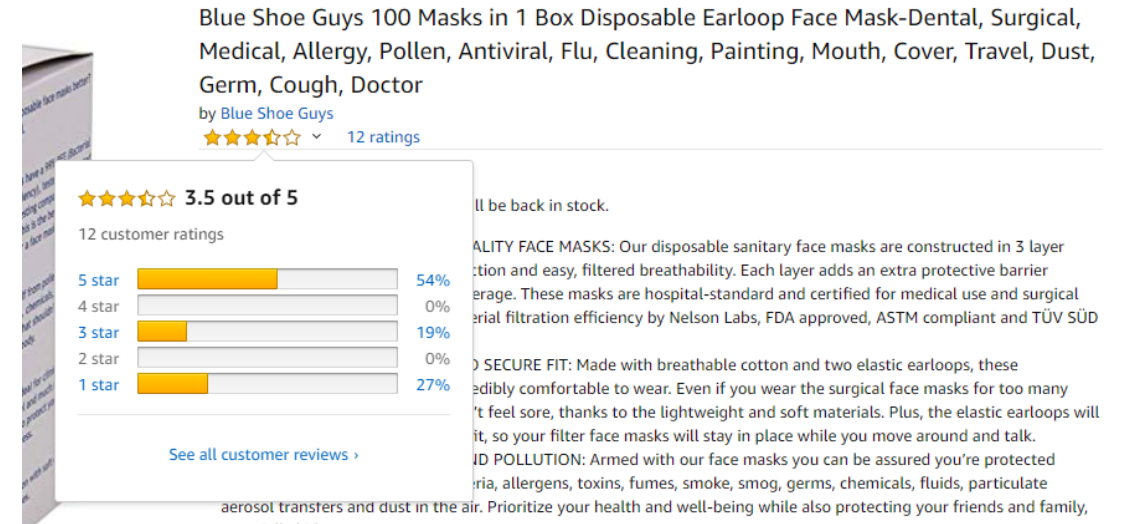 Blue Shoe Guys 100 Masks in 1 Box Disposable Earloop Face Mask-Dental, Surgical,
Medical, Allergy, Pollen, Antiviral, Flu, Cleaning, Painting, Mouth, Cover, Travel, Dust,
Germ, Cough, Doctor
by Blue Shoe Guys
12 ratings
3.5 out of 5
12 customer ratings
5 star 54%
4 star 0%
3 star 19%
2 star 0%
1 star 27%
See all customer reviews ›
ll be back in stock.
ALITY FACE MASKS: Our disposable sanitary face masks are constructed in 3 layer
ction and easy, filtered breathability. Each layer adds an extra protective barrier
erage. These masks are hospital-standard and certified for medical use and surgical
erial filtration efficiency by Nelson Labs, FDA approved, ASTM compliant and TÜV SÜD
SECURE FIT: Made with breathable cotton and two elastic earloops, these
edibly comfortable to wear. Even if you wear the surgical face masks for too many
't feel sore, thanks to the lightweight and soft materials. Plus, the elastic earloops will
it, so your filter face masks will stay in place while you move around and talk.
ND POLLUTION: Armed with our face masks you can be assured you're protected
eria, allergens, toxins, fumes, smoke, smog, germs, chemicals, fluids, particulate
aerosol transfers and dust in the air. Prioritize your health and well-being while also protecting your friends and family,